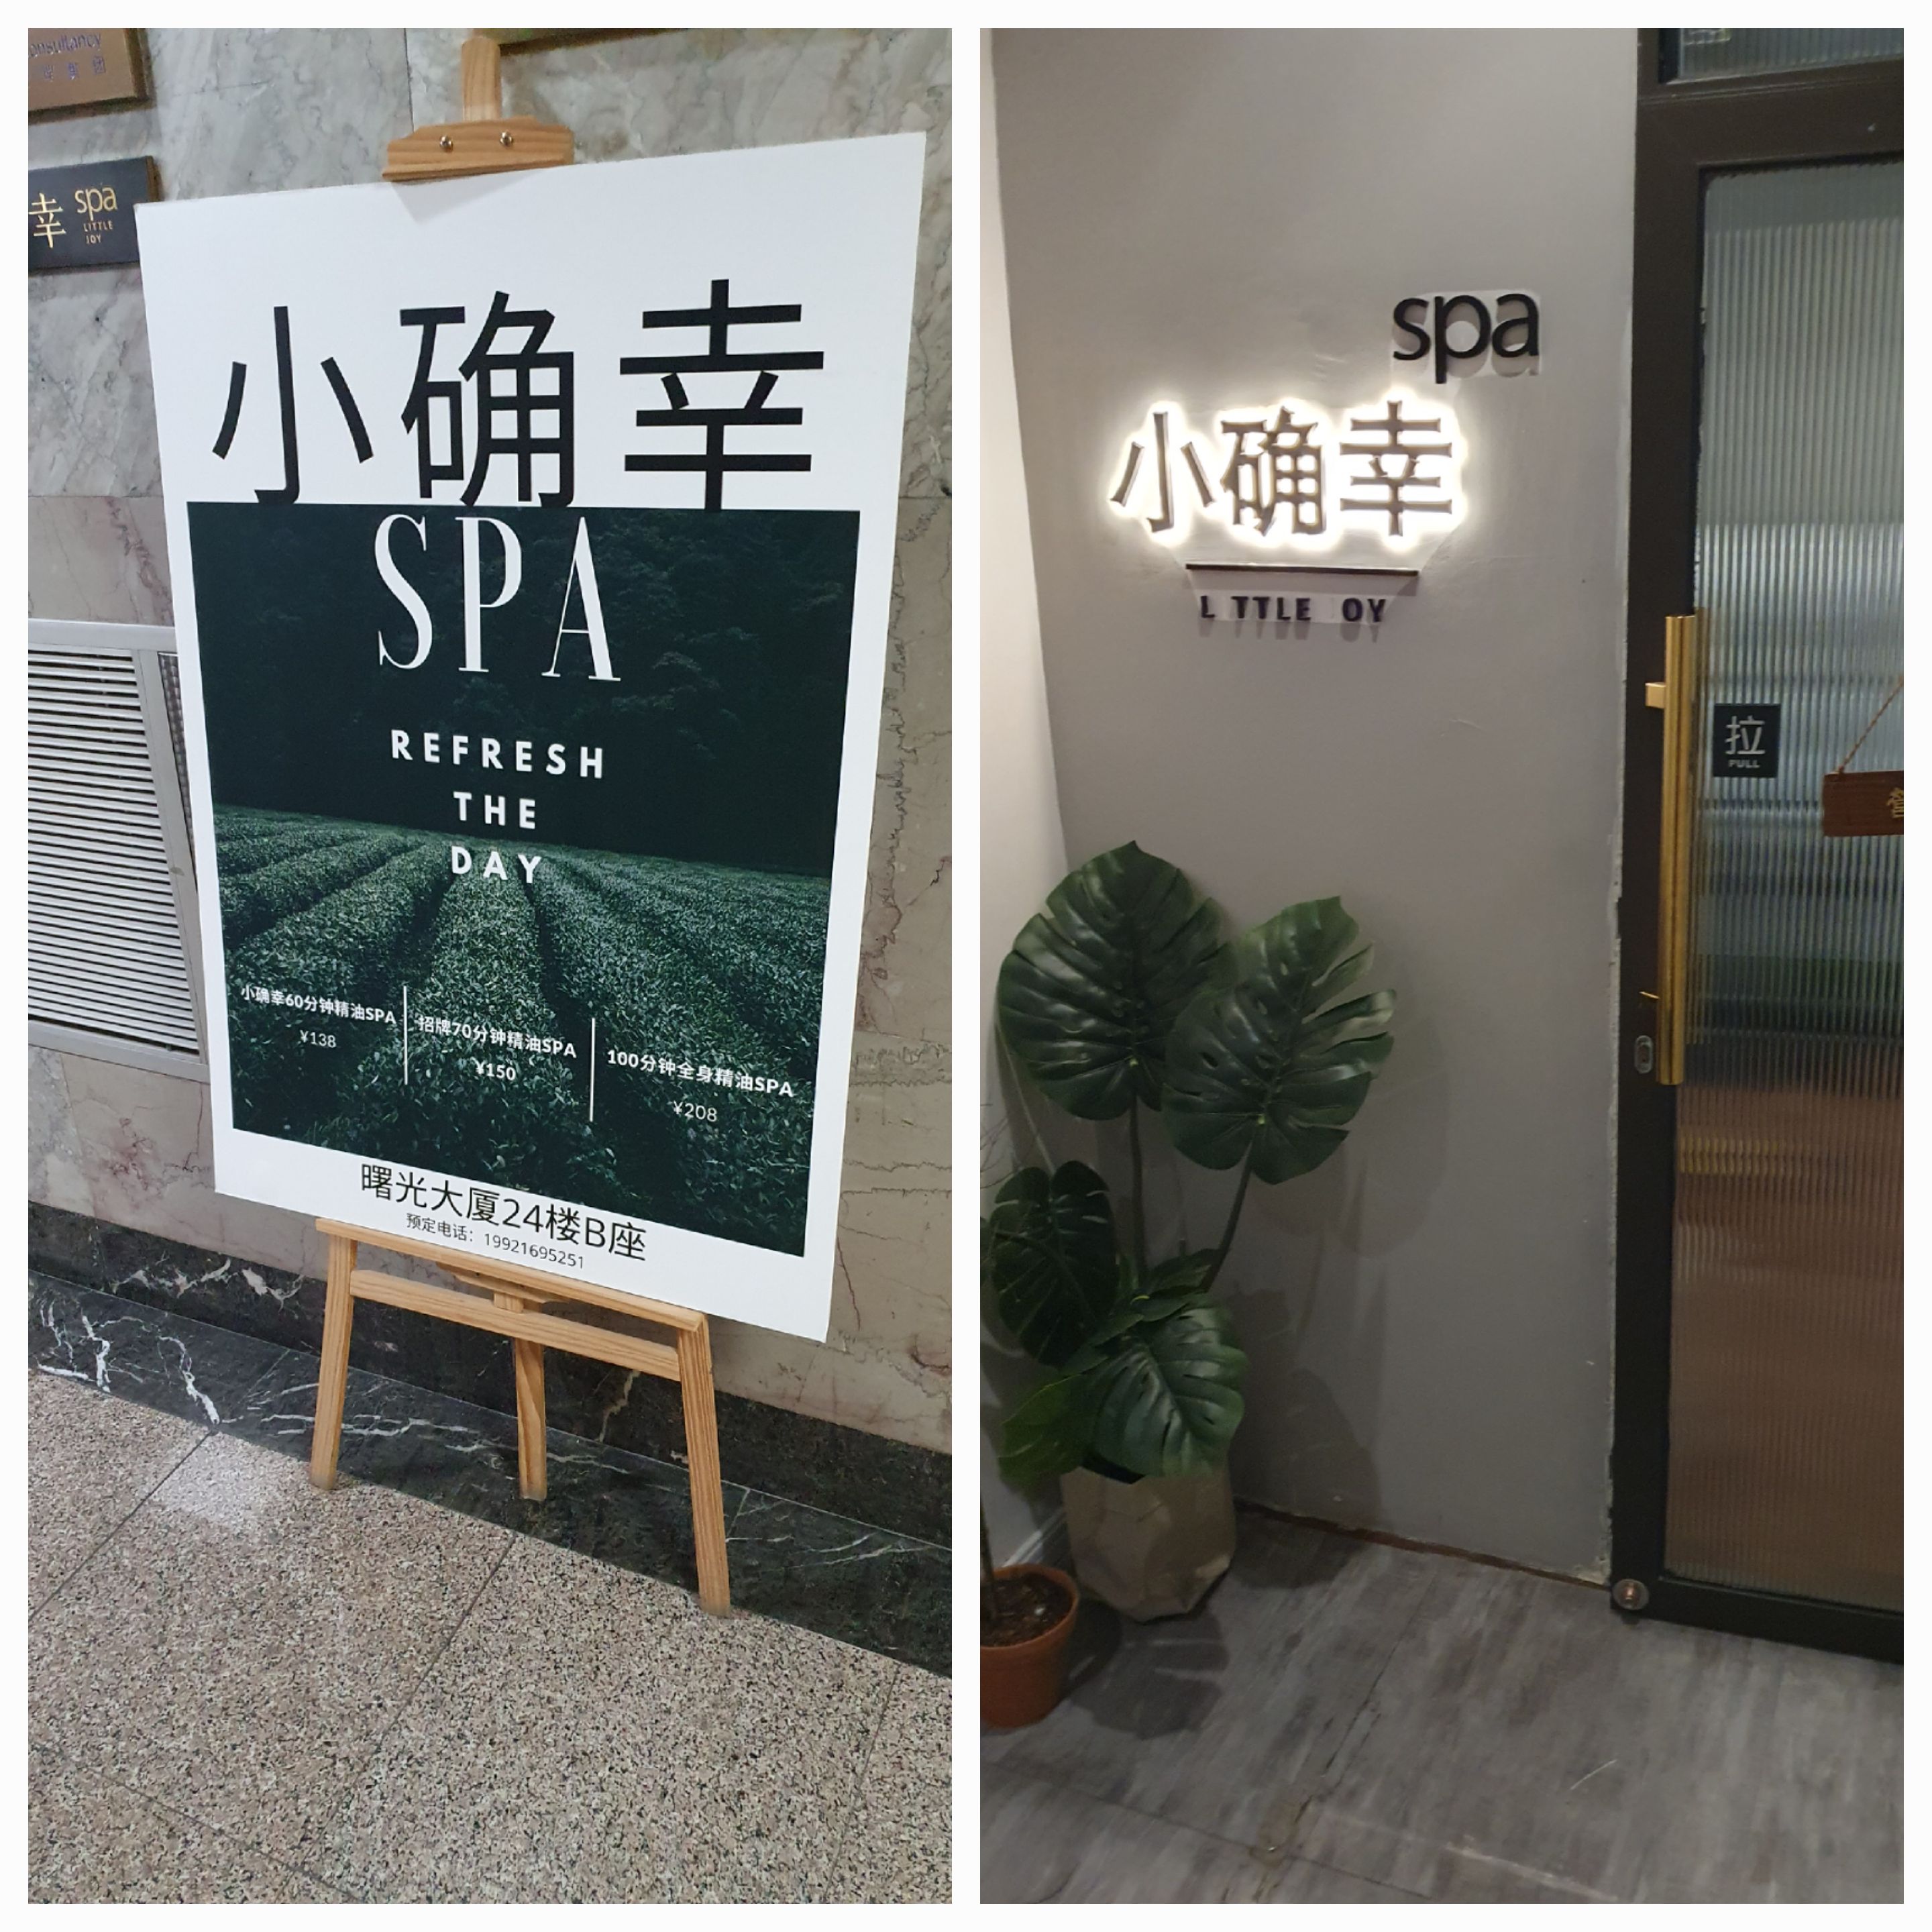 onsultancy
幸 spa
LITTLE
JOY
小确幸
SPA
REFRESH
THE
DAY
小确幸60分钟精油SPA
¥138
招牌70分钟精油SPA
¥150
100分钟全身精油SPA
¥208
曙光大厦24楼B座
预定电话：19921695251
spa
小确幸
L TTLE OY
拉
PULL